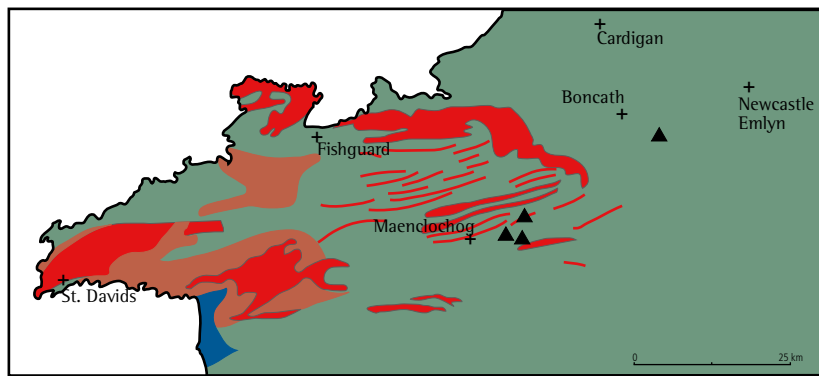 Cardigan
Boncath
Newcastle
Emlyn
Fishguard
Maenclochog
St. Davids
0
25 km